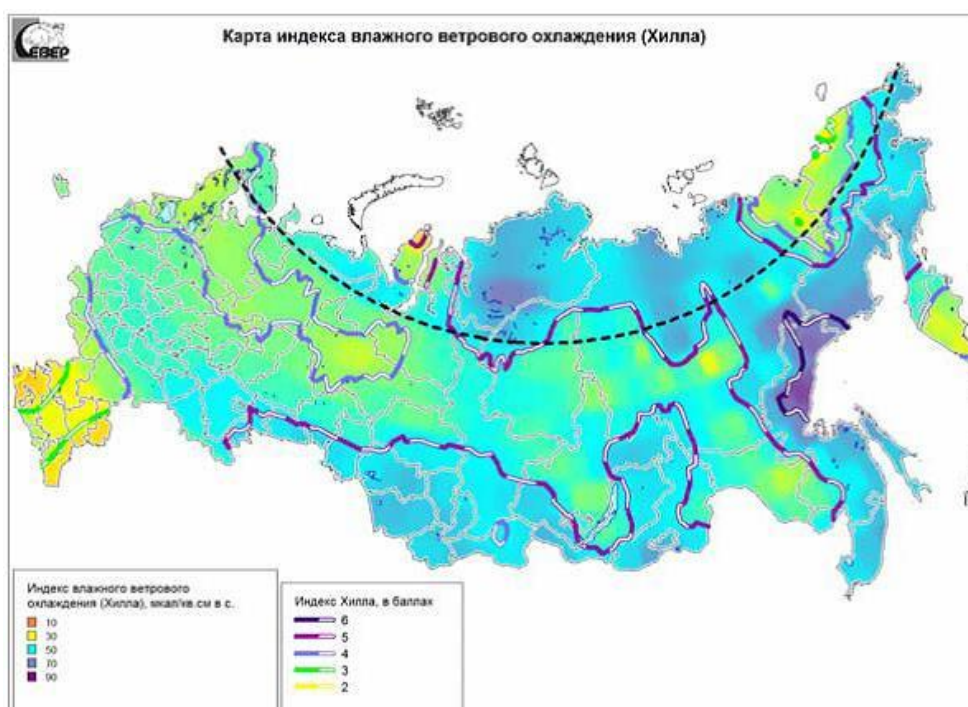 СЕВЕР
Карта индекса влажного ветрового охлаждения (Хилла)
Индекс влажного ветрового
охлаждения (Хилла), мкал/кв.см в с.
10
30
50
70
90
Индекс Хилла, в баллах
6
5
4
3
2